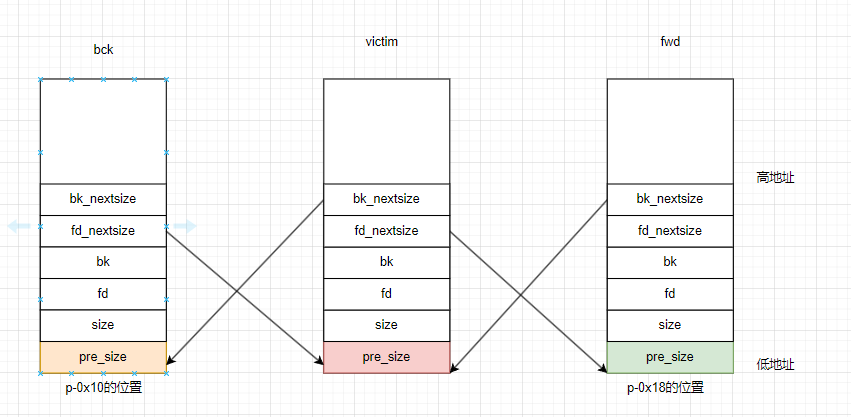 bck
victim
fwd
bk_nextsize
bk_nextsize
bk_nextsize
fd_nextsize
fd_nextsize
fd_nextsize
bk
bk
bk
fd
fd
fd
size
size
size
pre_size
pre_size
pre_size
高地址
低地址
p-0x10的位置
p-0x18的位置